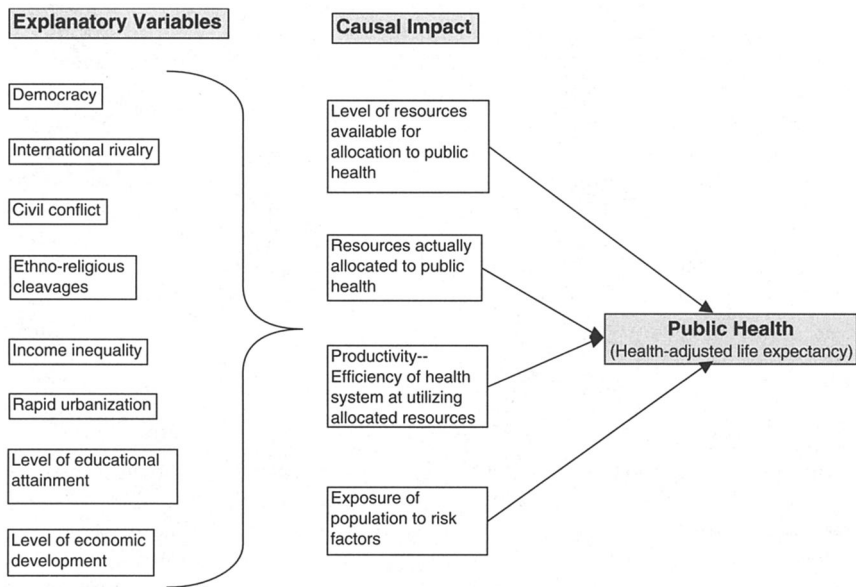 Explanatory Variables
Democracy
International rivalry
Civil conflict
Ethno-religious
cleavages
Income inequality
Rapid urbanization
Level of educational
attainment
Level of economic
development
Causal Impact
Level of resources
available for
allocation to public
health
Resources actually
allocated to public
health
Productivity--
Efficiency of health
system at utilizing
allocated resources
Exposure of
population to risk
factors
Public Health
(Health-adjusted life expectancy)